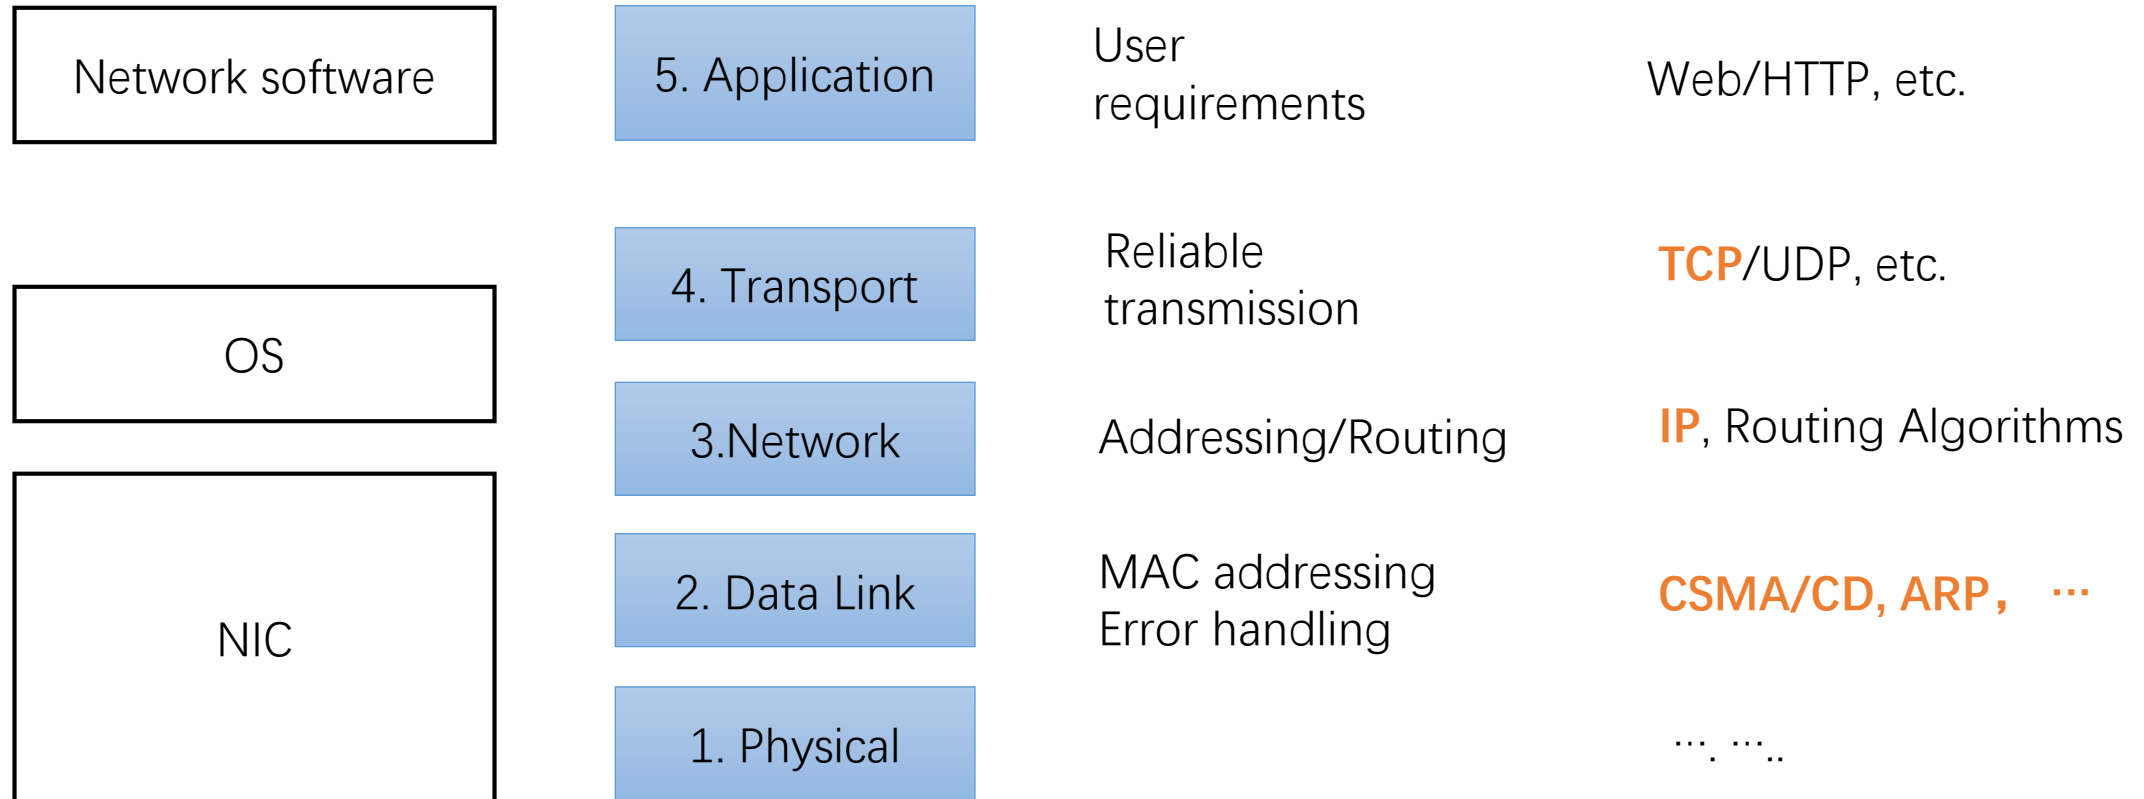 Network software
5. Application
User
requirements
Web/HTTP, etc.
OS
4. Transport
Reliable
transmission
TCP/UDP, etc.
3.Network
Addressing/Routing
IP, Routing Algorithms
NIC
2. Data Link
MAC addressing
Error handling
CSMA/CD, ARP， …
1. Physical
…. …..